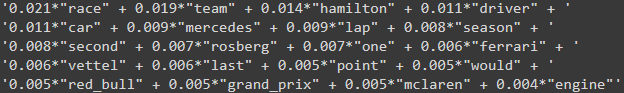 '0.021*"race" + 0.019*"team" + 0.014*"hamilton" + 0.011*"driver" + '
'0.011*"car" + 0.009*"mercedes" + 0.009*"lap" + 0.008*"season" + '
'0.008*"second" + 0.007*"rosberg" + 0.007*"one" + 0.006*"ferrari" + '
'0.006*"vettel" + 0.006*"last" + 0.005*"point" + 0.005*"would" + '
'0.005*"red_bull" + 0.005*"grand_prix" + 0.005*"mclaren" + 0.004*"engine"'